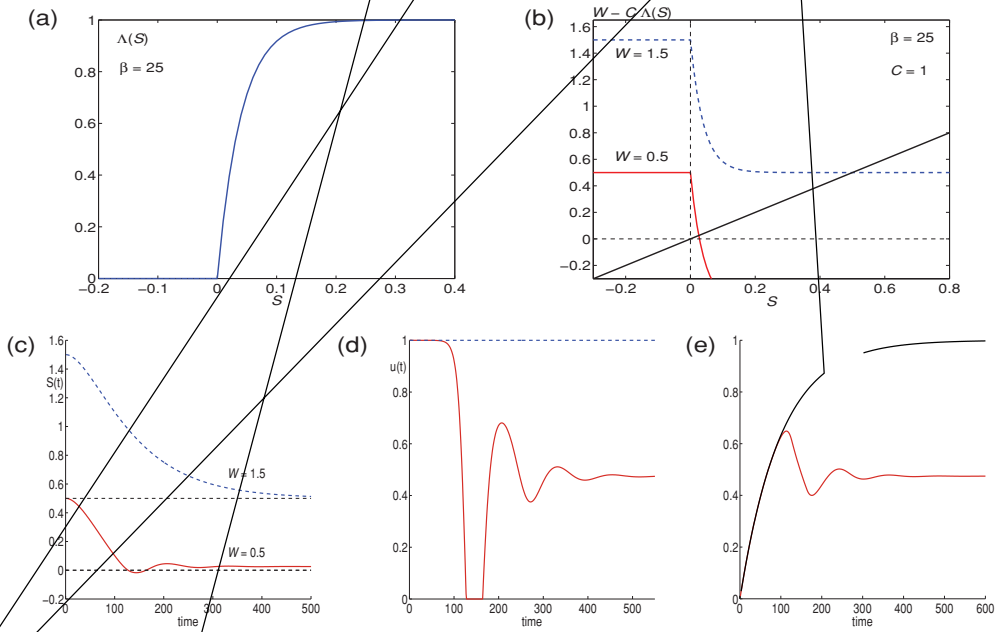 (a)
Λ(S)
β = 25
1
0.8
0.6
0.4
0.2
0
−0.2 −0.1 0 0.1 0.2 0.3 0.4
S
(b)
W − C Λ(S)
β = 25
C = 1
W = 1.5
W = 0.5
1.6
1.4
1.2
1
0.8
0.6
0.4
0.2
0
−0.2
−0.2 0 0.2 0.4 0.6 0.8
S
(c)
S(t)
1.6
1.4
1.2
1
0.8
0.6
0.4
0.2
0
−0.2
W = 1.5
W = 0.5
0 100 200 300 400 500
time
(d)
u(t)
1
0.8
0.6
0.4
0.2
0
0 100 200 300 400 500
time
(e)
1
0.8
0.6
0.4
0.2
0
0 100 200 300 400 500 600
time